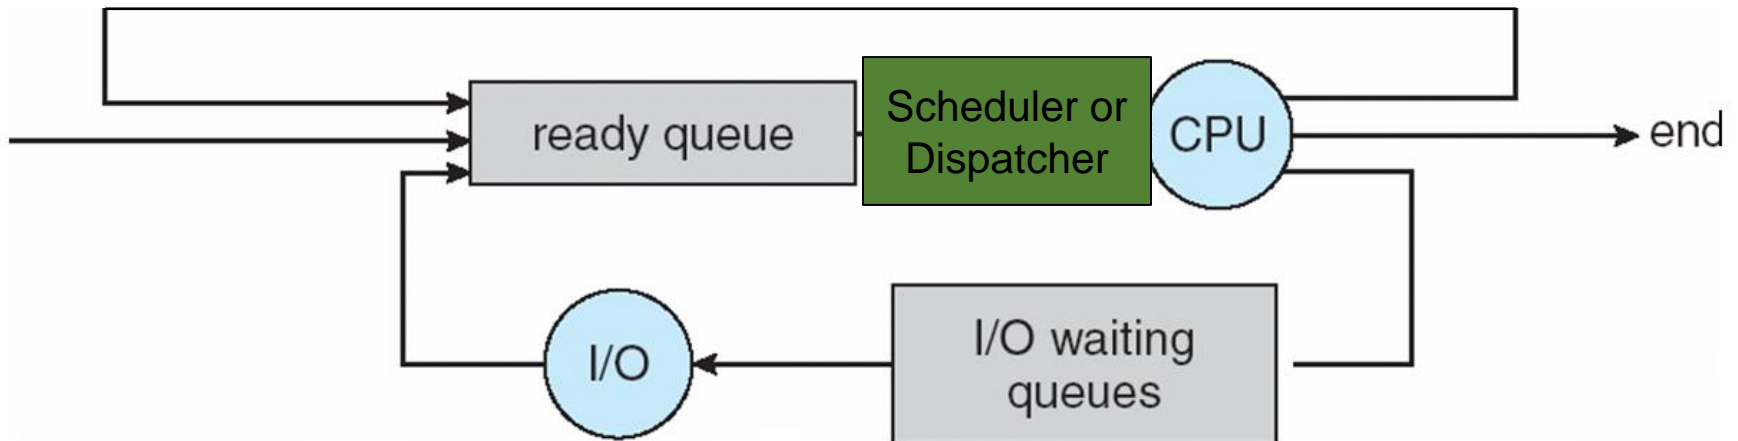 ready queue
Scheduler or
Dispatcher
CPU
end
I/O
I/O waiting
queues